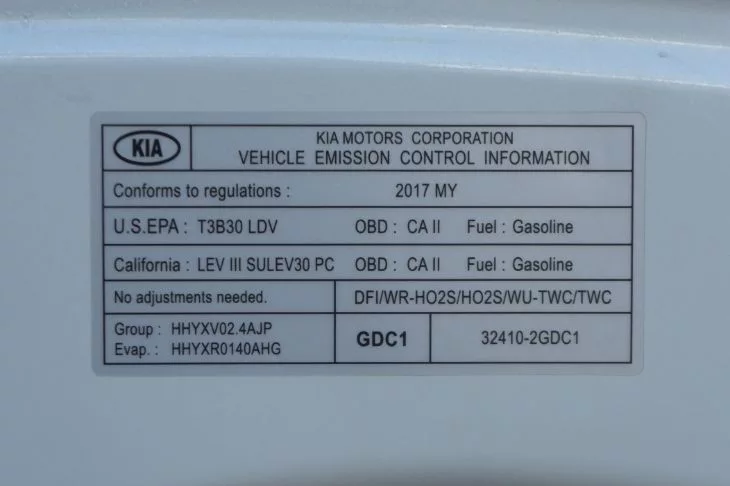 KIA
KIA MOTORS CORPORATION
VEHICLE EMISSION CONTROL INFORMATION
Conforms to regulations : 2017 MY
U.S.EPA : T3B30 LDV OBD : CA II Fuel : Gasoline
California : LEV III SULEV30 PC OBD : CA II Fuel : Gasoline
No adjustments needed. DFI/WR-HO2S/HO2S/WU-TWC/TWC
Group : HHYXV02.4AJP
Evap. : HHYXR0140AHG
GDC1
32410-2GDC1